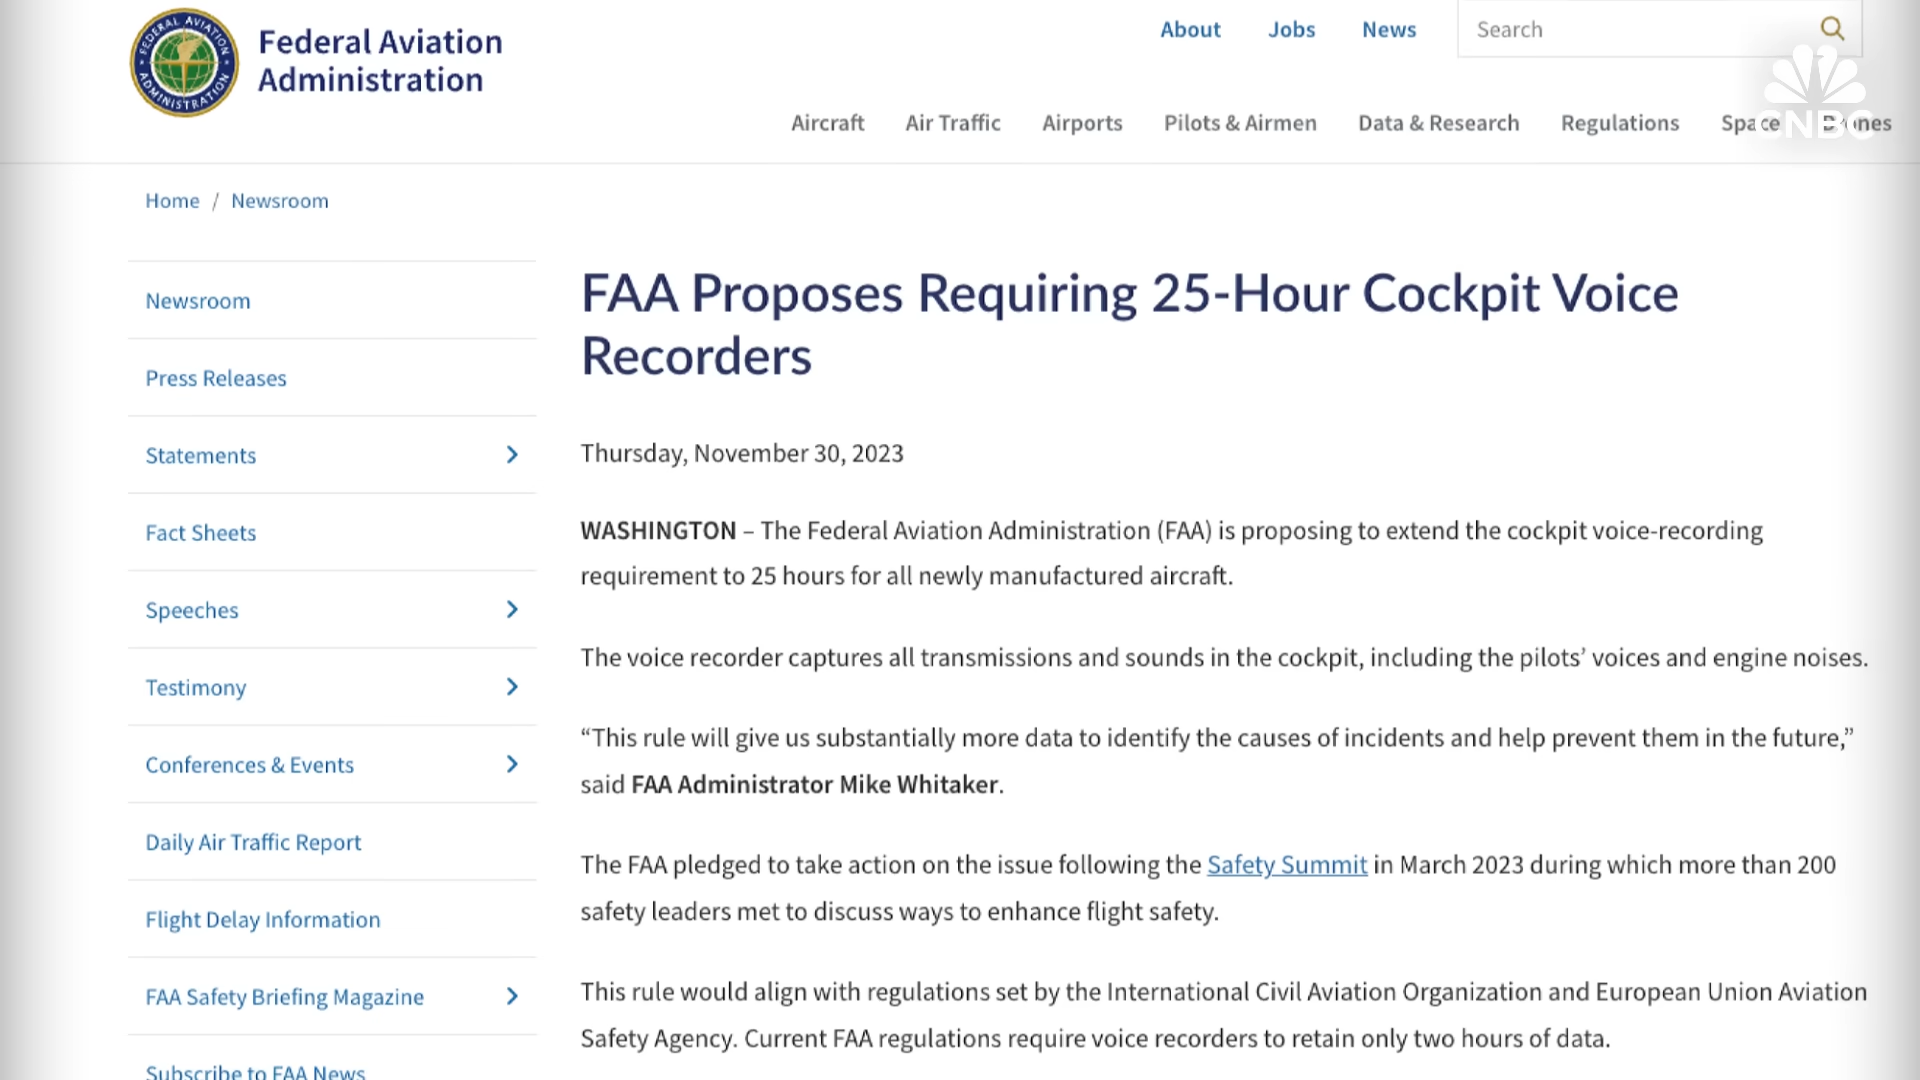 FEDERAL AVIATION
ADMINISTRATION
Federal Aviation
Administration
About
Jobs
News
Search
Aircraft
Air Traffic
Airports
Pilots & Airmen
Data & Research
Regulations
Space
CNBC
Home / Newsroom
Newsroom
Press Releases
Statements
Fact Sheets
Speeches
Testimony
Conferences & Events
Daily Air Traffic Report
Flight Delay Information
FAA Safety Briefing Magazine
Subscribe to FAA News
FAA Proposes Requiring 25-Hour Cockpit Voice
Recorders
Thursday, November 30, 2023
WASHINGTON – The Federal Aviation Administration (FAA) is proposing to extend the cockpit voice-recording
requirement to 25 hours for all newly manufactured aircraft.
The voice recorder captures all transmissions and sounds in the cockpit, including the pilots’ voices and engine noises.
“This rule will give us substantially more data to identify the causes of incidents and help prevent them in the future,”
said FAA Administrator Mike Whitaker.
The FAA pledged to take action on the issue following the Safety Summit in March 2023 during which more than 200
safety leaders met to discuss ways to enhance flight safety.
This rule would align with regulations set by the International Civil Aviation Organization and European Union Aviation
Safety Agency. Current FAA regulations require voice recorders to retain only two hours of data.